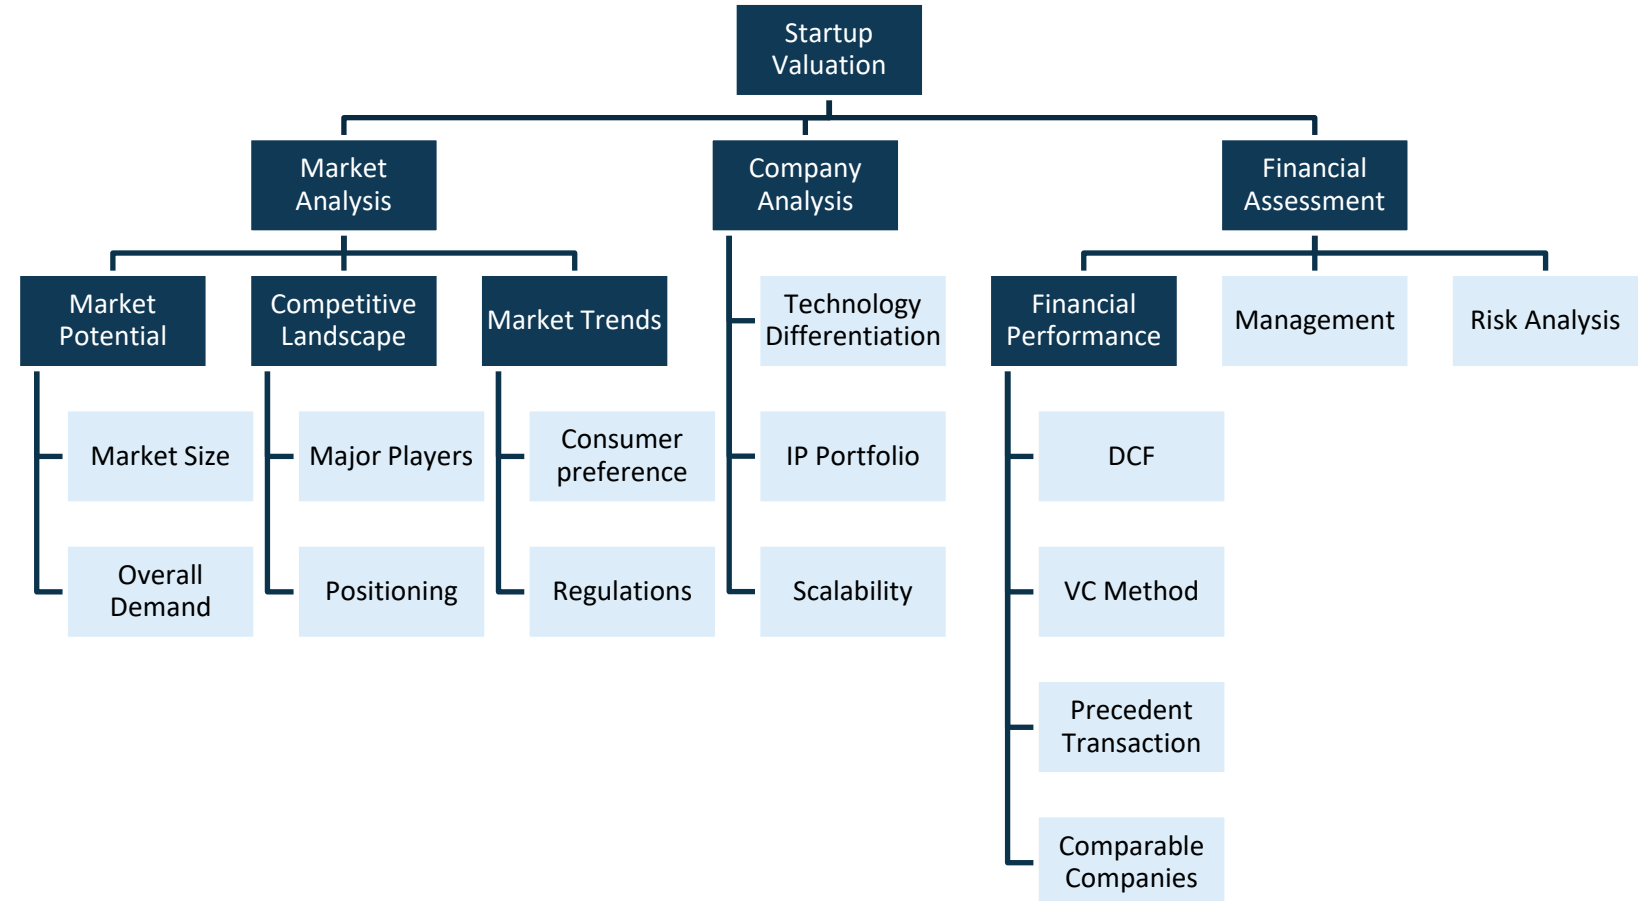 Startup
Valuation
Market
Analysis
Company
Analysis
Financial
Assessment
Market
Potential
Competitive
Landscape
Market Trends
Technology
Differentiation
Financial
Performance
Management
Risk Analysis
Market Size
Major Players
Consumer
preference
IP Portfolio
DCF
Overall
Demand
Positioning
Regulations
Scalability
VC Method
Precedent
Transaction
Comparable
Companies